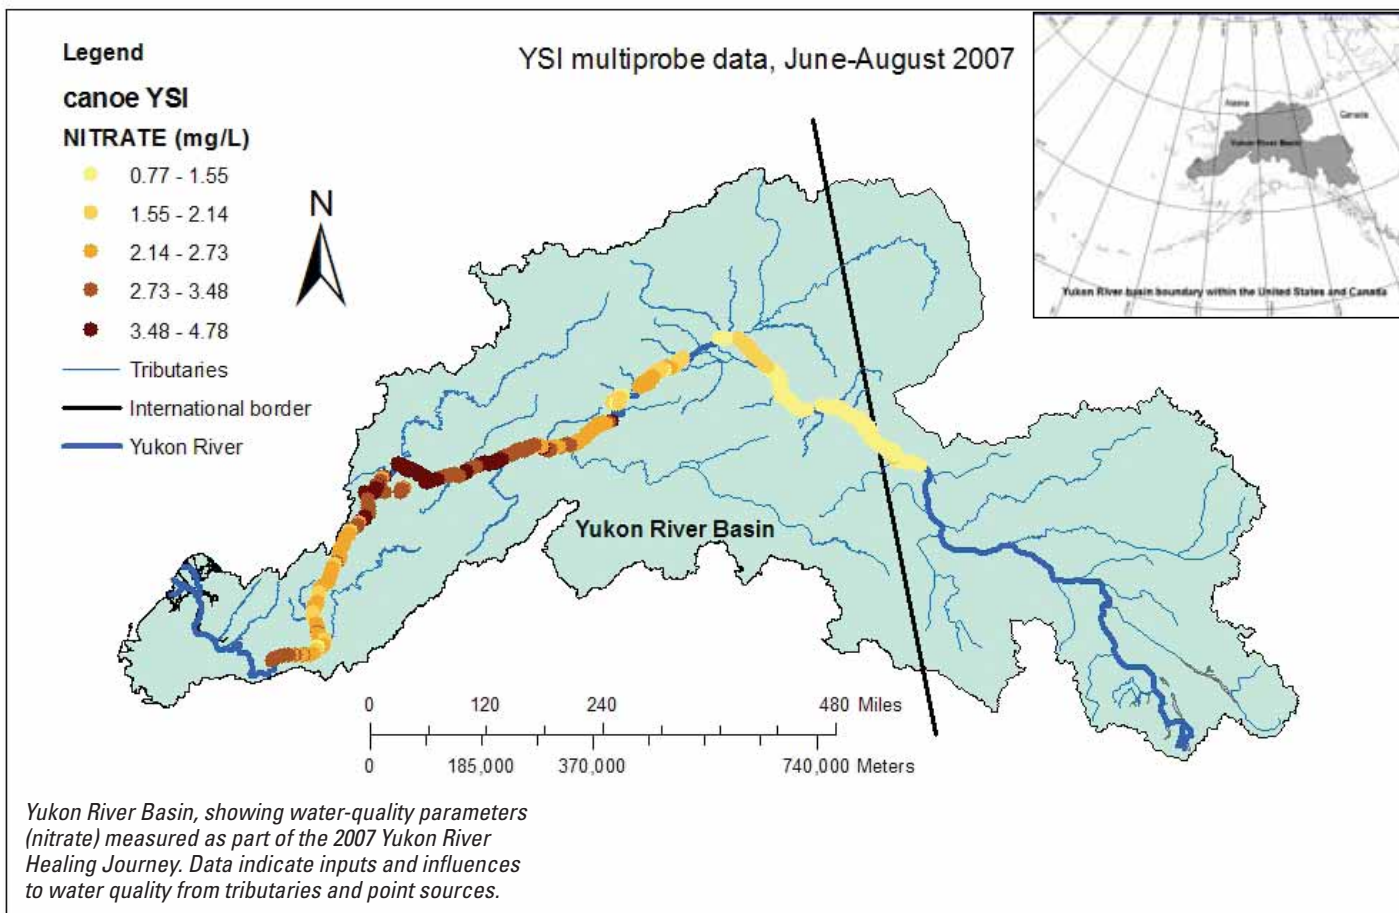 Legend
canoe YSI
NITRATE (mg/L)
0.77 - 1.55
1.55 - 2.14
2.14 - 2.73
2.73 - 3.48
3.48 - 4.78
Tributaries
International border
Yukon River
N
YSI multiprobe data, June-August 2007
Alaska
Canada
Yukon River Basin
Yukon River basin boundary within the United States and Canada
Yukon River Basin
0 120 240 480 Miles
0 185,000 370,000 740,000 Meters
Yukon River Basin, showing water-quality parameters
(nitrate) measured as part of the 2007 Yukon River
Healing Journey. Data indicate inputs and influences
to water quality from tributaries and point sources.